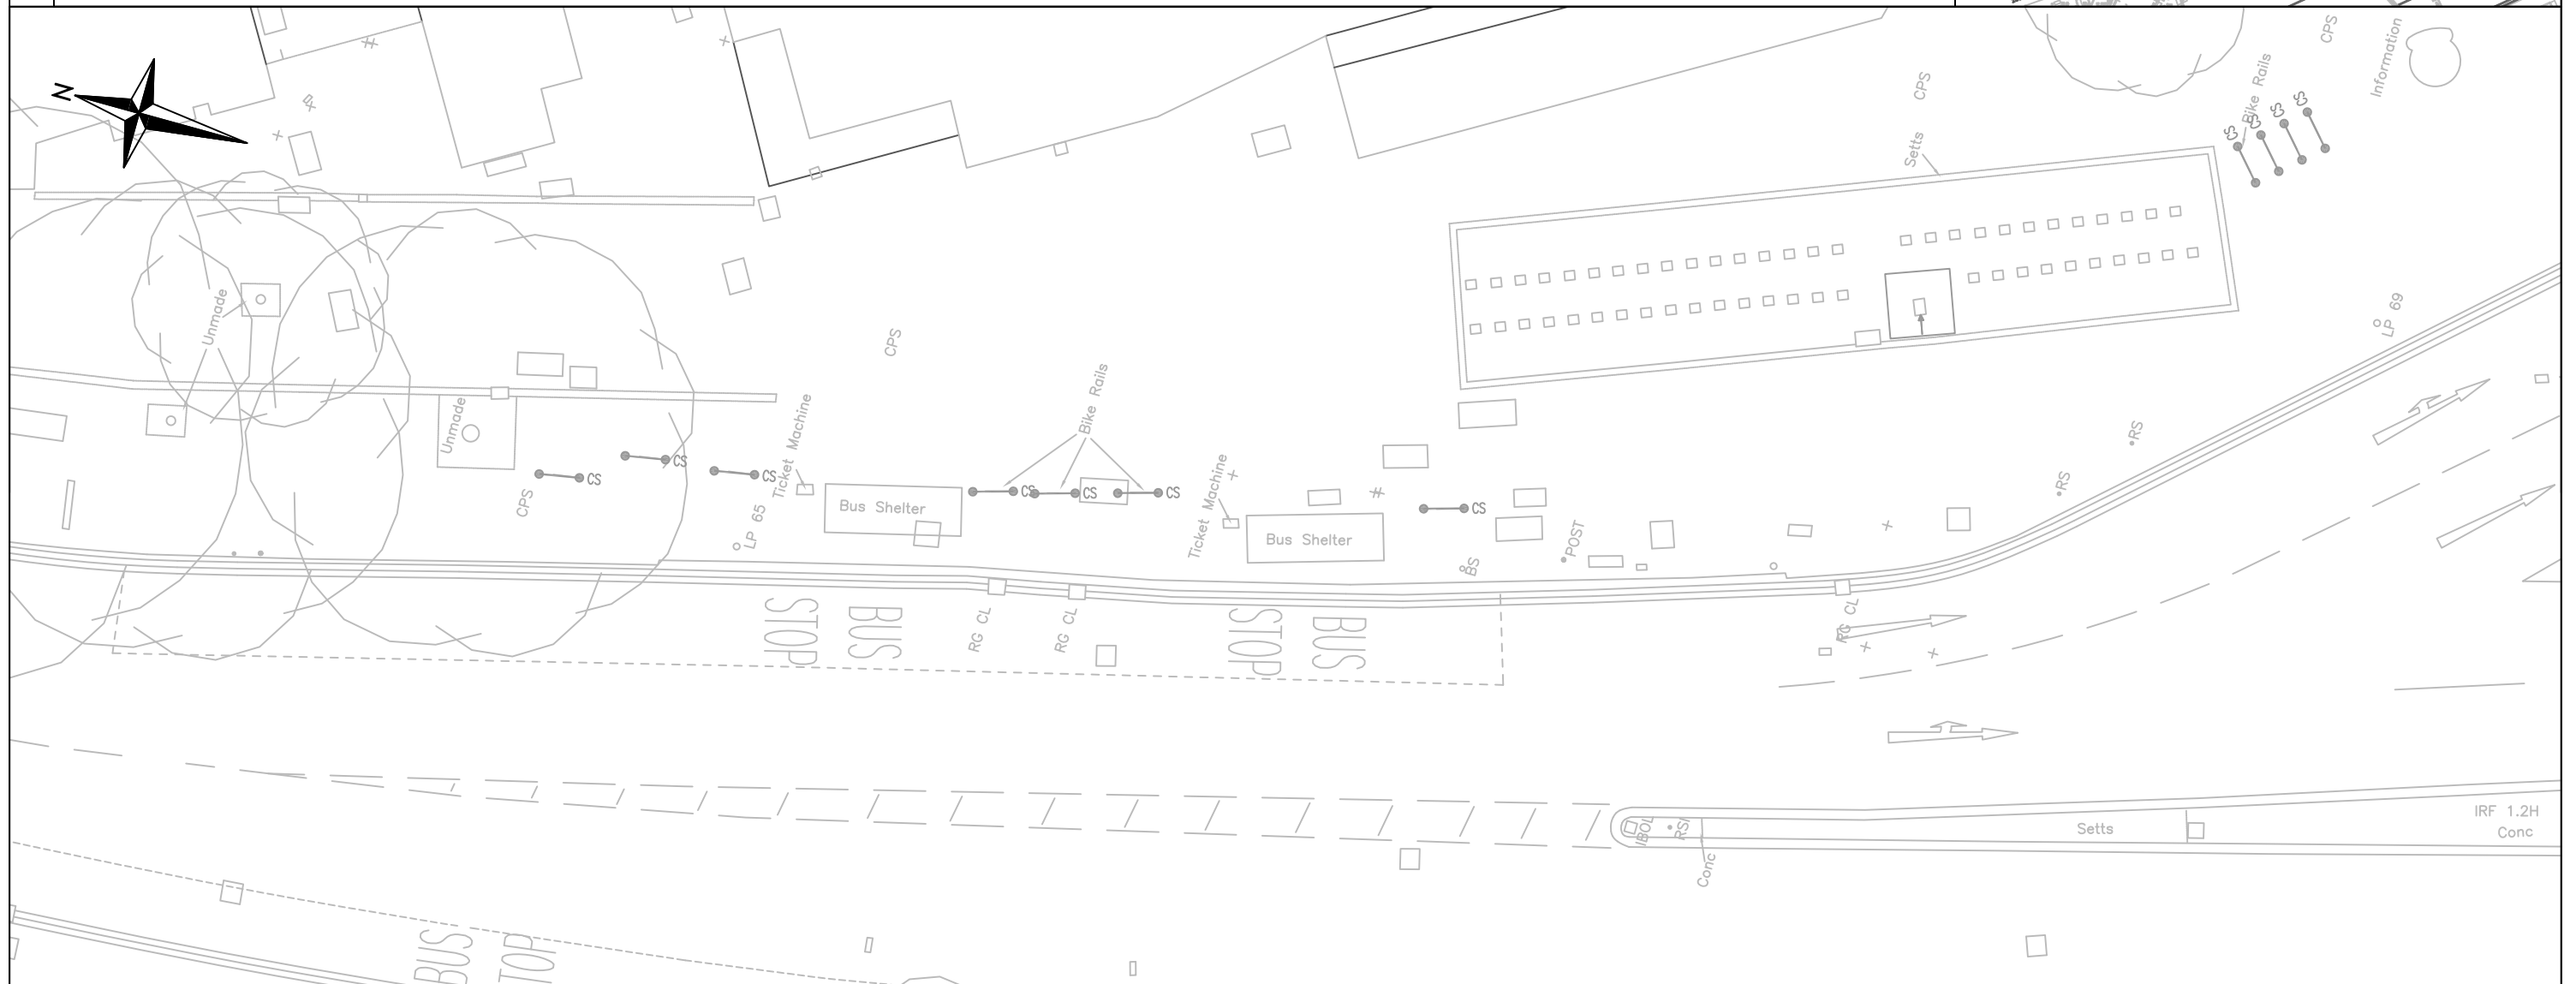 N
CPS
Information
Bike Rails
CPS
CS
CS
CS
CS
Setts
Unmade
CPS
LP 69
Bike Rails
Ticket Machine
Unmade
CS
CS
CS
CPS
LP 65
Bus Shelter
CS
CS
CS
Ticket Machine
Bus Shelter
CS
BS
POST
RS
RS
STOP
BUS
RG CL
RG CL
STOP
BUS
RG CL
IBOL
RS
Conc
Setts
IRF 1.2H
Conc
BUS
STOP